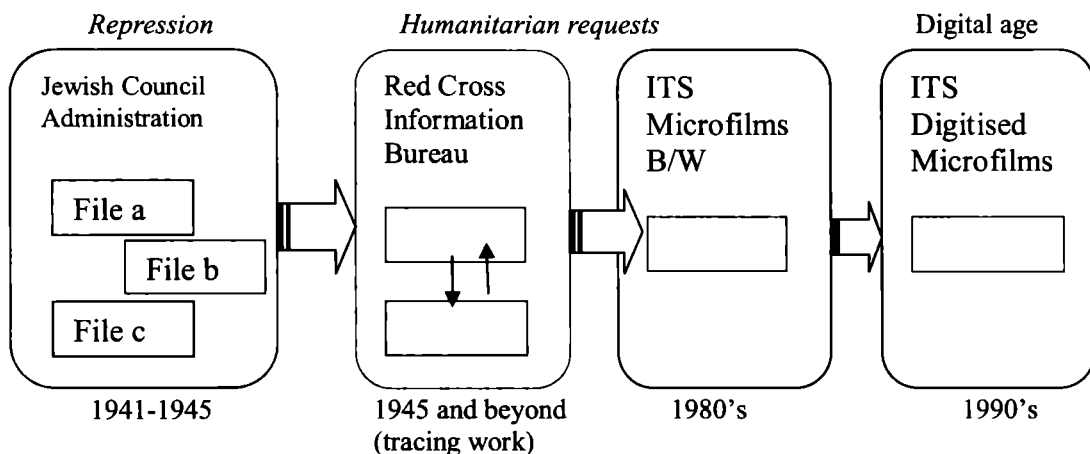 Repression
Humanitarian requests
Digital age
Jewish Council
Administration
File a
File b
File c
1941-1945
Red Cross
Information
Bureau
1945 and beyond
(tracing work)
ITS
Microfilms
B/W
1980's
ITS
Digitised
Microfilms
1990's